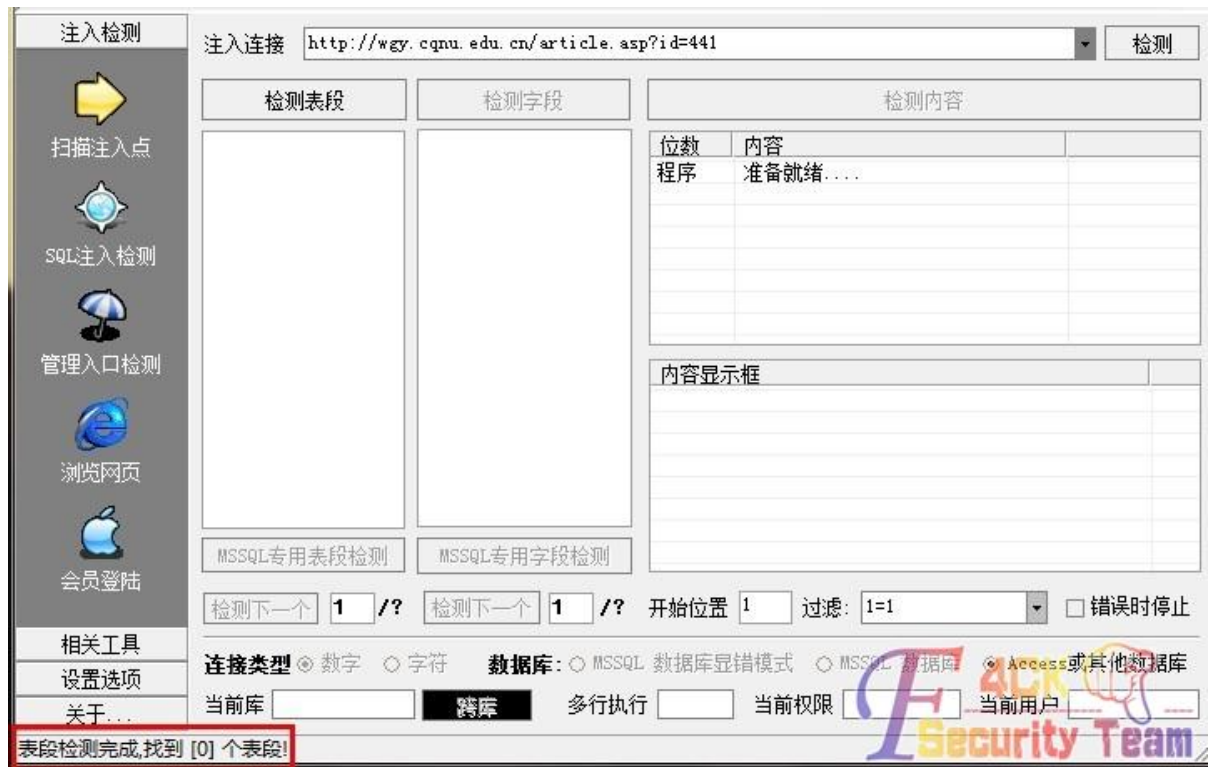 注入检测
扫描注入点
SQL注入检测
管理入口检测
浏览网页
会员登陆
相关工具
设置选项
关于...
注入连接 http://wgy.cqnu.edu.cn/article.asp?id=441 检测
检测表段 检测字段 检测内容
位数 内容
程序 准备就绪....
内容显示框
MSSQL专用表段检测 MSSQL专用字段检测
检测下一个 1 /? 检测下一个 1 /? 开始位置 1 过滤: 1=1 错误时停止
连接类型 数字 字符 数据库: MSSQL 数据库显错模式 MSSQL 数据库 Access或其他数据库
当前库 跨库 多行执行 当前权限 当前用户
表段检测完成,找到 [0] 个表段!
Security Team